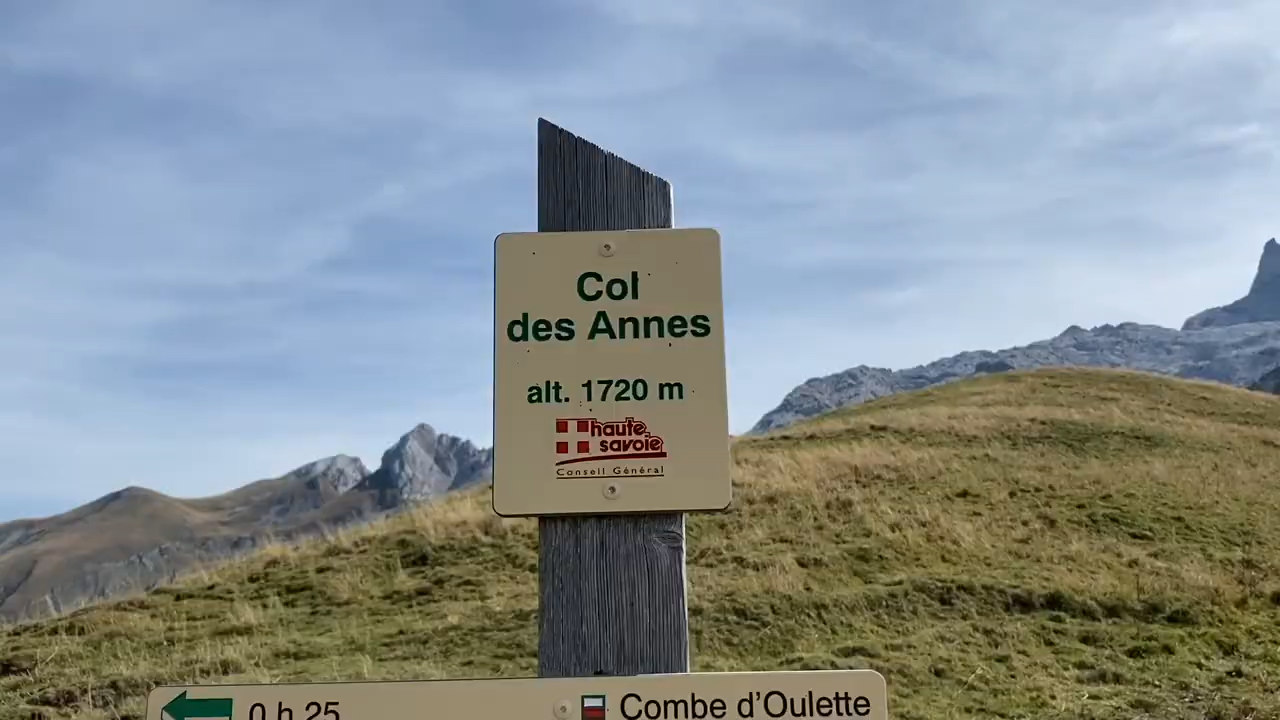 Col
des Annes
alt. 1720 m
haute
savoie
Conseil Général
0 h 25
Combe d'Oulette